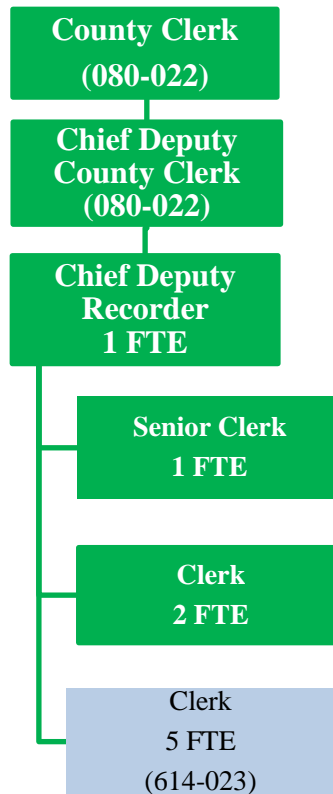 County Clerk
(080-022)
Chief Deputy
County Clerk
(080-022)
Chief Deputy
Recorder
1 FTE
Senior Clerk
1 FTE
Clerk
2 FTE
Clerk
5 FTE
(614-023)